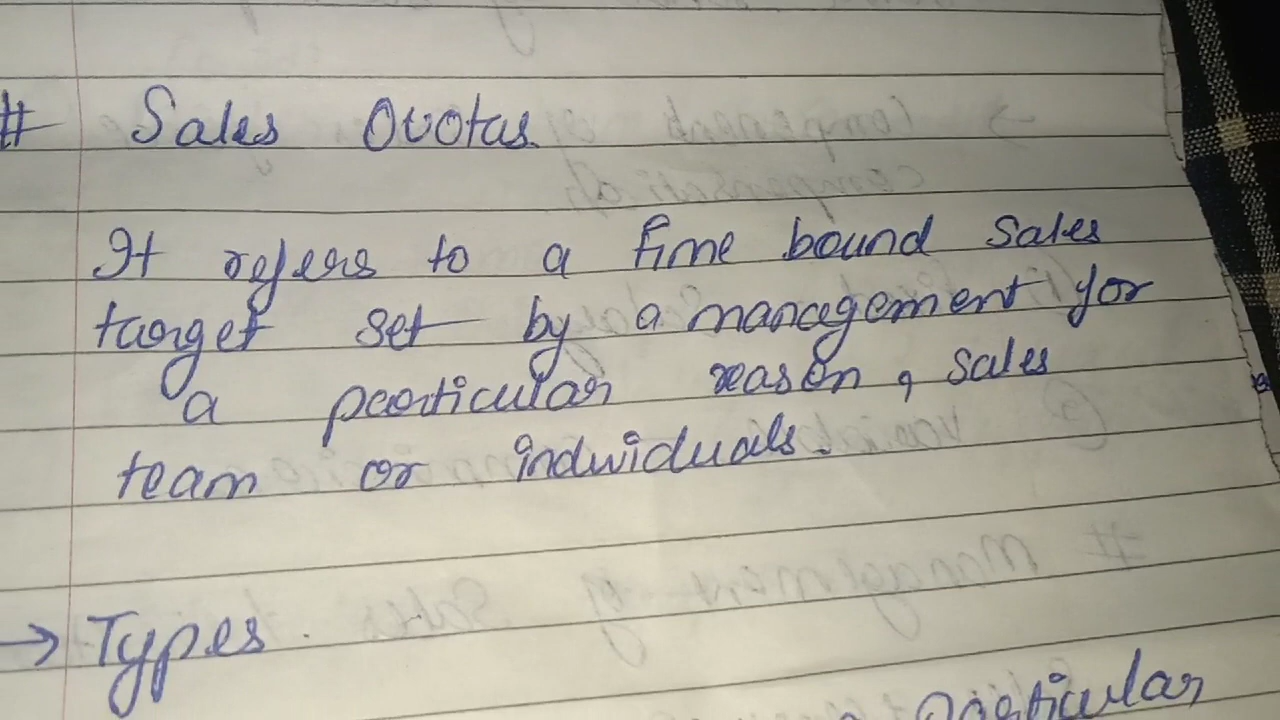 # Sales Quotas
It refers to a time bound sales
target set by a management for
a particular reason, sales
team or individuals.
→ Types
particular